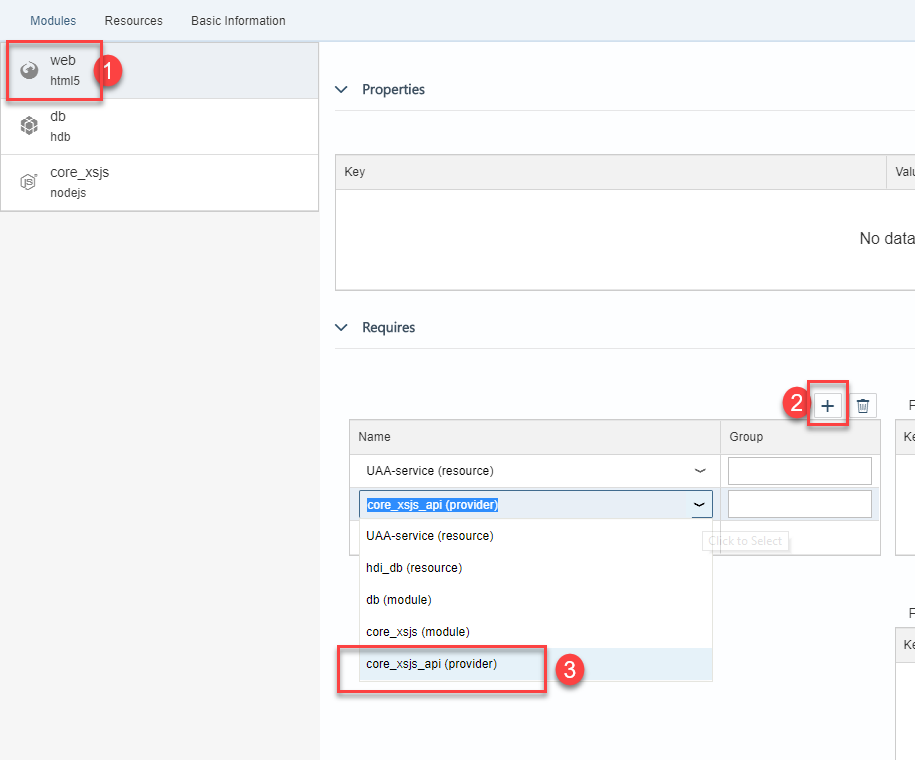 Modules Resources Basic Information
web
html5
1
db
hdb
core_xsjs
nodejs
Properties
Key Valu
No data
Requires
2
Name Group
UAA-service (resource)
core_xsjs_api (provider)
UAA-service (resource)
Click to Select
hdi_db (resource)
db (module)
core_xsjs (module)
core_xsjs_api (provider)
3